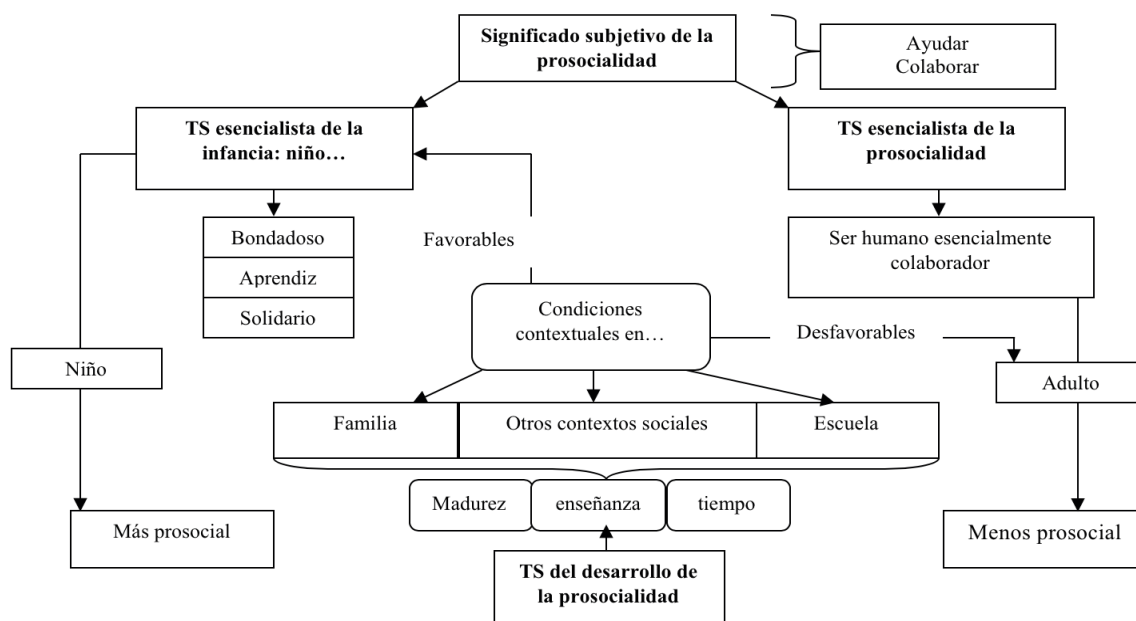 Significado subjetivo de la
prosocialidad
Ayudar
Colaborar
TS esencialista de la
infancia: niño…
TS esencialista de la
prosocialidad
Bondadoso
Aprendiz
Solidario
Favorables
Ser humano esencialmente
colaborador
Condiciones
contextuales en…
Desfavorables
Niño
Adulto
Familia
Otros contextos sociales
Escuela
Madurez
enseñanza
tiempo
Más prosocial
Menos prosocial
TS del desarrollo de
la prosocialidad